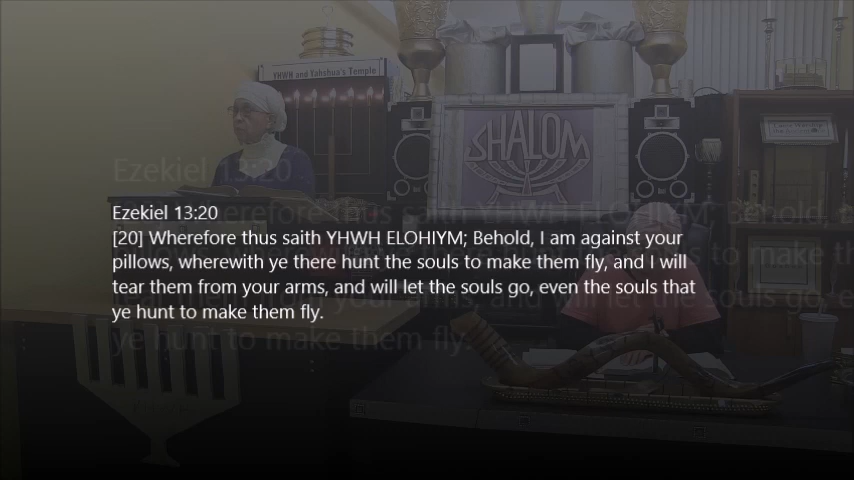 YHWH and Yahshua's Temple
SHALOM
Ezekiel 13:20
[20] Wherefore thus saith YHWH ELOHIYM; Behold, I am against your
pillows, wherewith ye there hunt the souls to make them fly, and I will
tear them from your arms, and will let the souls go, even the souls that
ye hunt to make them fly.